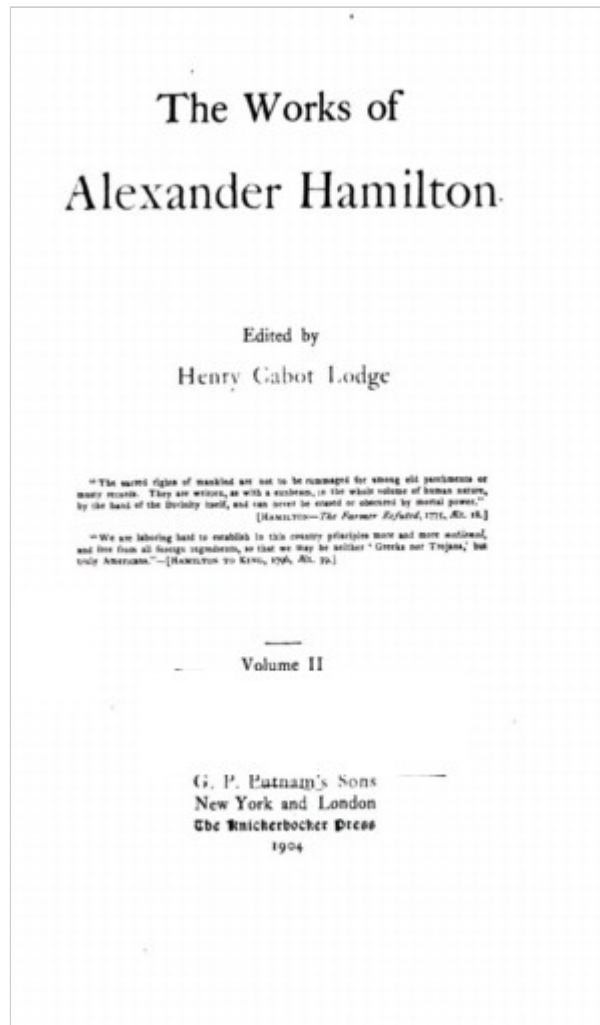 The Works of
Alexander Hamilton
Edited by
Henry Cabot Lodge
"The sacred rights of mankind are not to be rummaged for among old parchments or
musty records. They are written, as with a sunbeam, in the whole volume of human nature,
by the hand of the Divinity itself, and can never be erased or obscured by mortal power."
[HAMILTON—The Farmer Refuted, 1775, Æt. 18.]
"We are laboring hard to establish in this country principles more and more national,
and free from all foreign ingredients, so that we may be neither 'Greeks nor Trojans,' but
truly Americans."—[HAMILTON TO KING, 1796, Æt. 39.]
Volume II
G. P. Putnam's Sons
New York and London
The Knickerbocker Press
1904